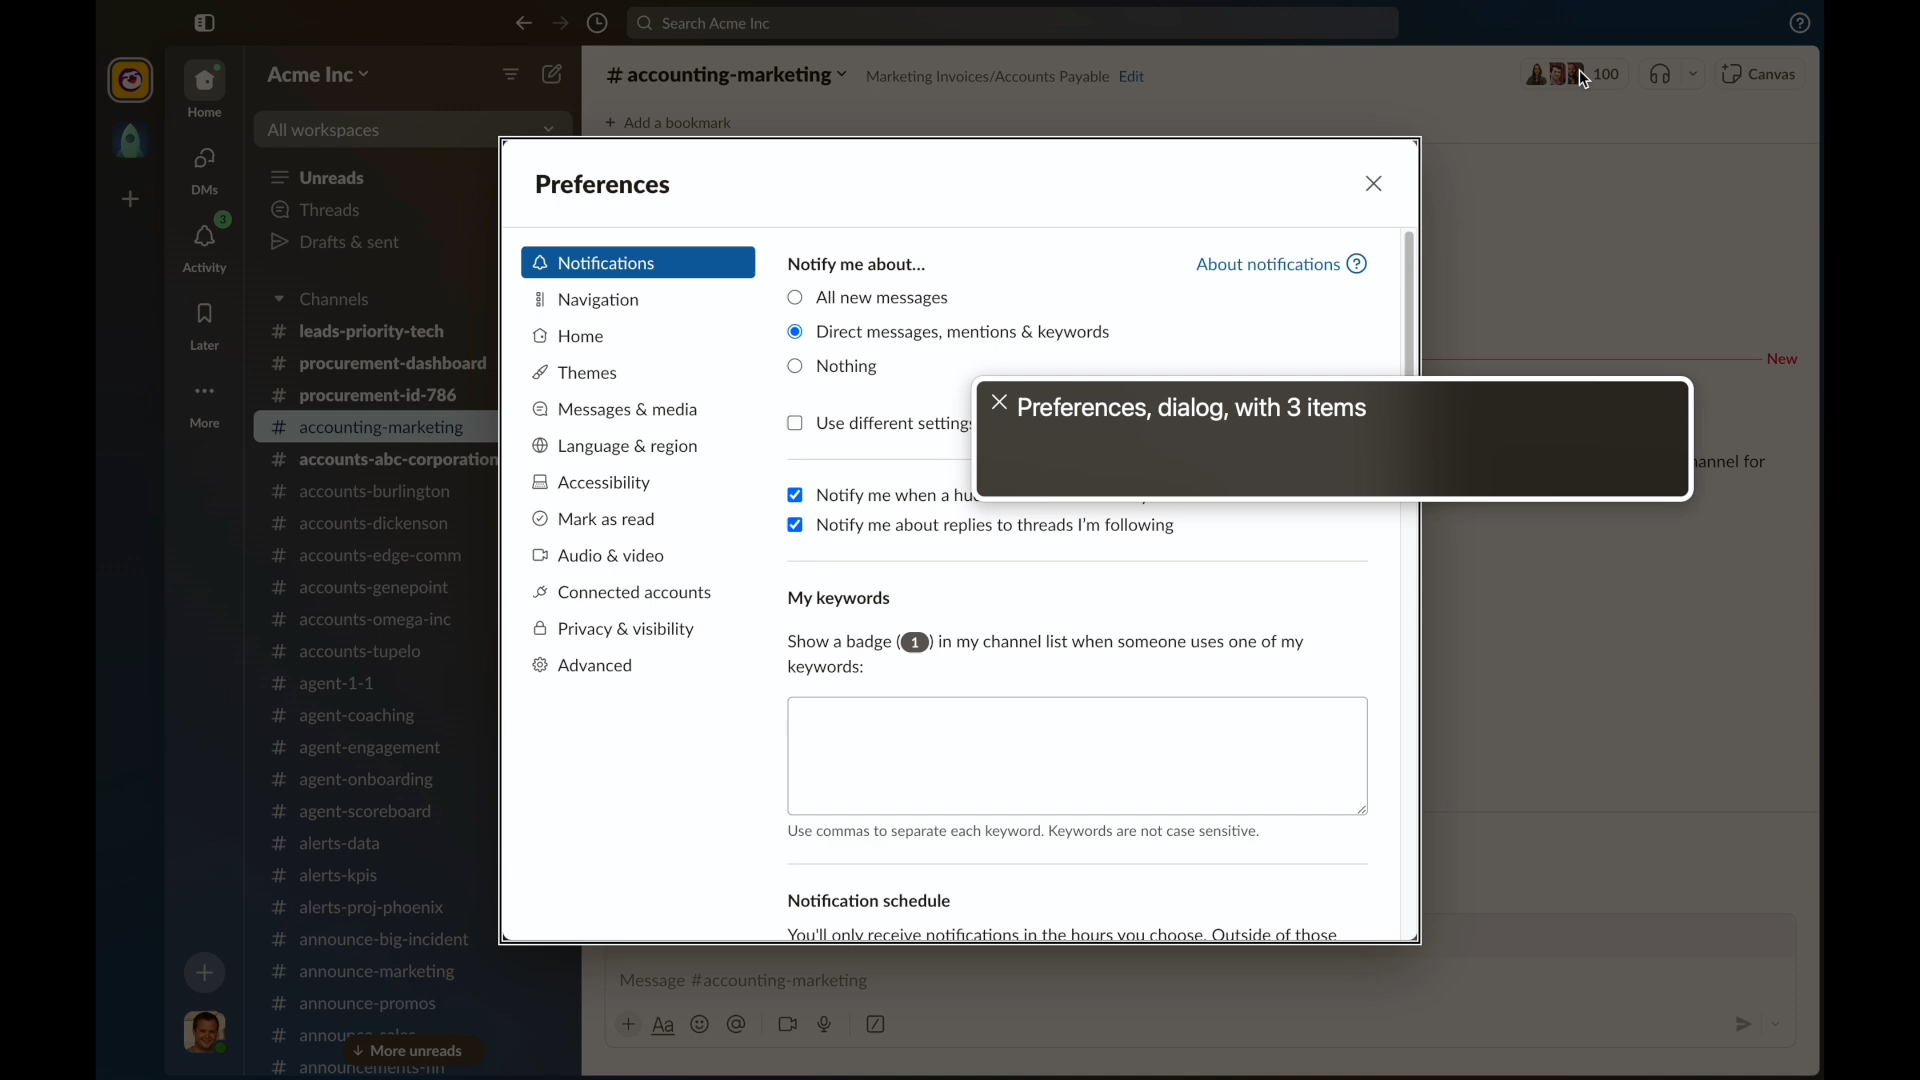 Search Acme Inc
Acme Inc
# accounting-marketing
Marketing Invoices/Accounts Payable Edit
100
Canvas
+ Add a bookmark
Home
DMs
3
Activity
Later
More
All workspaces
Unreads
Threads
Drafts & sent
Channels
# leads-priority-tech
# procurement-dashboard
# procurement-id-786
# accounting-marketing
# accounts-abc-corporation
# accounts-burlington
# accounts-dickenson
# accounts-edge-comm
# accounts-genepoint
# accounts-omega-inc
# accounts-tupelo
# agent-1-1
# agent-coaching
# agent-engagement
# agent-onboarding
# agent-scoreboard
# alerts-data
# alerts-kpis
# alerts-proj-phoenix
# announce-big-incident
# announce-marketing
# announce-promos
# announce-sales
# announcements-fin
↓ More unreads
Preferences
Notifications
Navigation
Home
Themes
Messages & media
Language & region
Accessibility
Mark as read
Audio & video
Connected accounts
Privacy & visibility
Advanced
Notify me about...
About notifications ?
All new messages
Direct messages, mentions & keywords
Nothing
Use different settings
Preferences, dialog, with 3 items
Notify me when a
Notify me about replies to threads I'm following
My keywords
Show a badge (1) in my channel list when someone uses one of my
keywords:
Use commas to separate each keyword. Keywords are not case sensitive.
Notification schedule
You'll only receive notifications in the hours you choose. Outside of those
New
channel for
Message #accounting-marketing
Aa